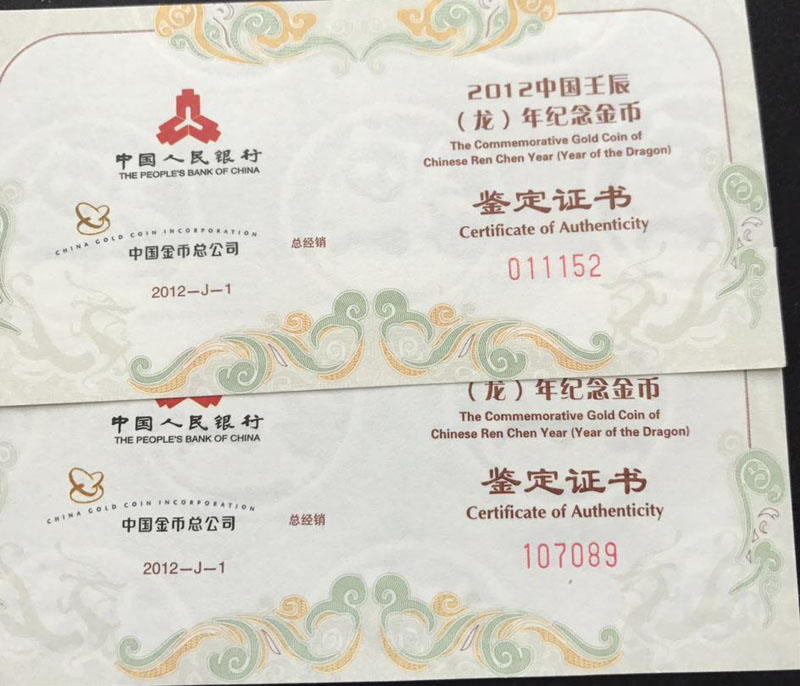 中国人民银行
THE PEOPLE'S BANK OF CHINA
CHINA GOLD COIN INCORPORATION
中国金币总公司
总经销
2012-J-1
2012中国壬辰
（龙）年纪念金币
The Commemorative Gold Coin of
Chinese Ren Chen Year (Year of the Dragon)
鉴定证书
Certificate of Authenticity
011152
中国人民银行
THE PEOPLE'S BANK OF CHINA
CHINA GOLD COIN INCORPORATION
中国金币总公司
总经销
2012-J-1
（龙）年纪念金币
The Commemorative Gold Coin of
Chinese Ren Chen Year (Year of the Dragon)
鉴定证书
Certificate of Authenticity
107089